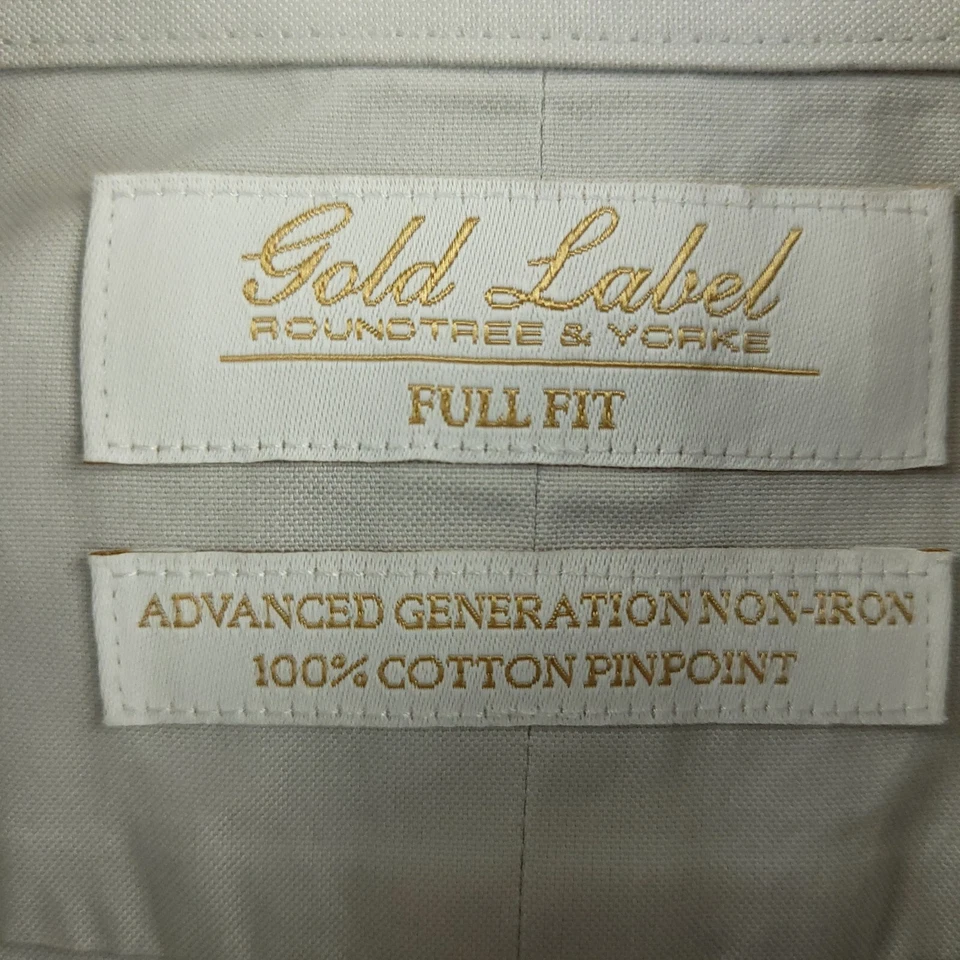 Gold Label
ROUNDTREE & YORKE
FULL FIT
ADVANCED GENERATION NON-IRON
100% COTTON PINPOINT